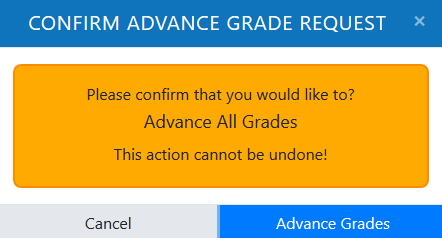 CONFIRM ADVANCE GRADE REQUEST ×
Please confirm that you would like to?
Advance All Grades
This action cannot be undone!
Cancel Advance Grades